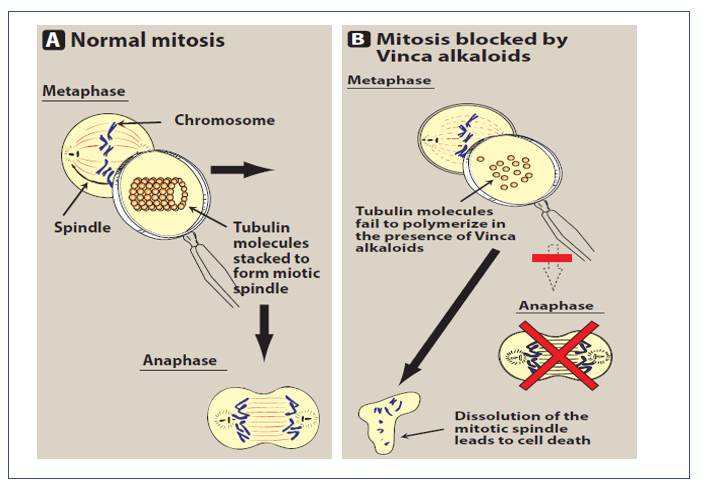 A Normal mitosis
Metaphase
Chromosome
Spindle
Tubulin
molecules
stacked to
form miotic
spindle
Anaphase
B Mitosis blocked by
Vinca alkaloids
Metaphase
Tubulin molecules
fail to polymerize in
the presence of Vinca
alkaloids
Anaphase
Dissolution of the
mitotic spindle
leads to cell death